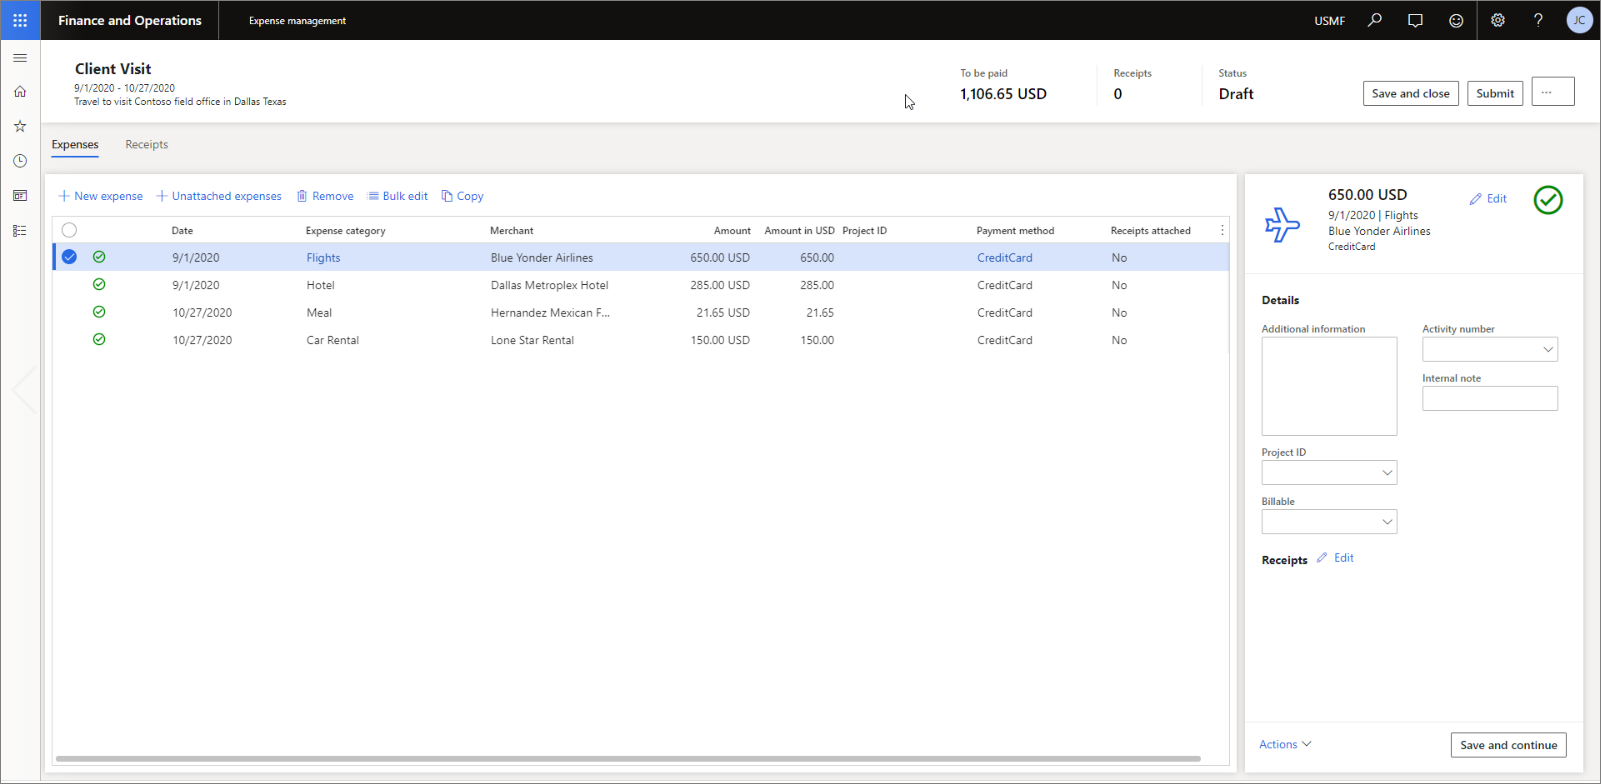 Finance and Operations
Expense management
USMF
?
JC
Client Visit
9/1/2020 - 10/27/2020
Travel to visit Contoso field office in Dallas Texas
To be paid
1,106.65 USD
Receipts
0
Status
Draft
Save and close
Submit
...
Expenses
Receipts
New expense
Unattached expenses
Remove
Bulk edit
Copy
Date Expense category Merchant Amount Amount in USD Project ID Payment method Receipts attached
9/1/2020 Flights Blue Yonder Airlines 650.00 USD 650.00 CreditCard No
9/1/2020 Hotel Dallas Metroplex Hotel 285.00 USD 285.00 CreditCard No
10/27/2020 Meal Hernandez Mexican F... 21.65 USD 21.65 CreditCard No
10/27/2020 Car Rental Lone Star Rental 150.00 USD 150.00 CreditCard No
650.00 USD
Edit
9/1/2020 | Flights
Blue Yonder Airlines
CreditCard
Details
Additional information
Activity number
Internal note
Project ID
Billable
Receipts
Edit
Actions
Save and continue